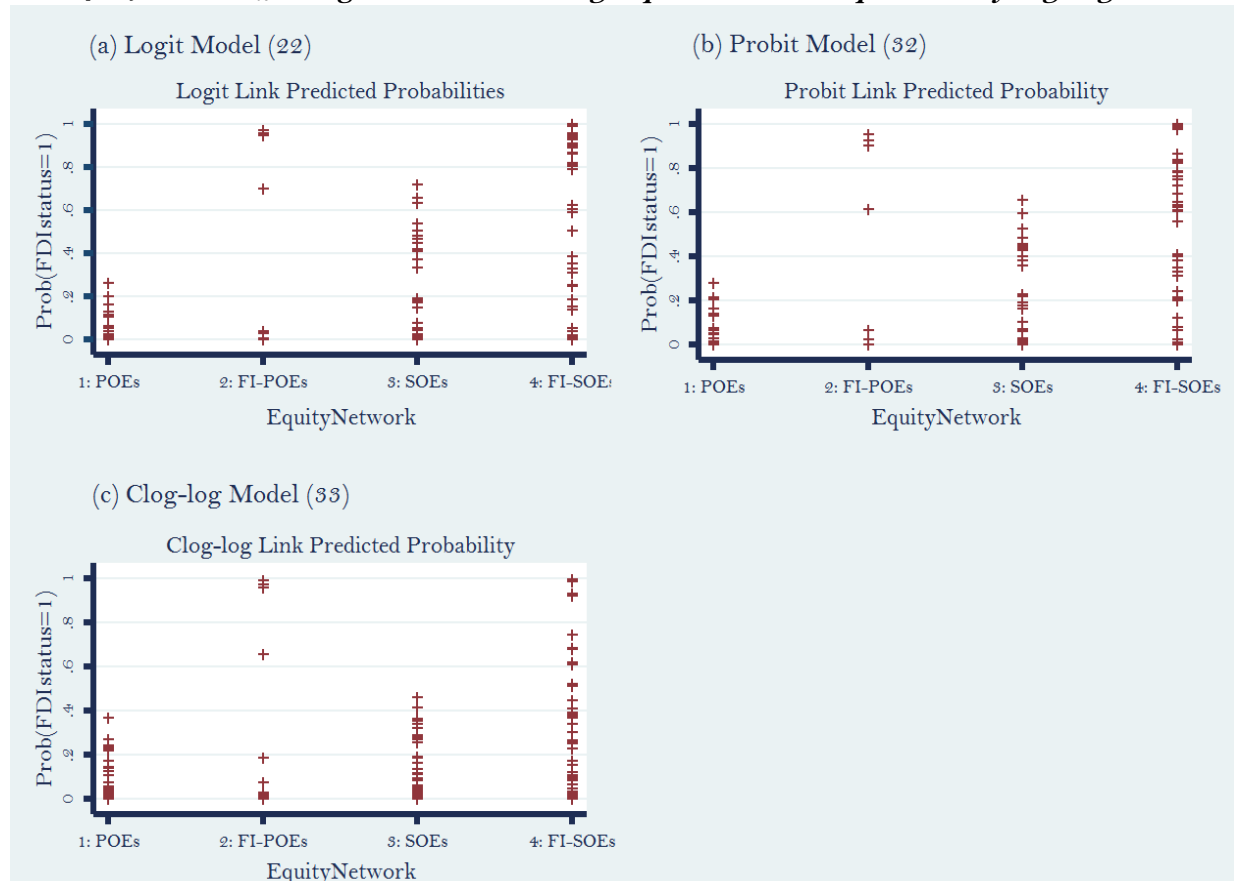 (a) Logit Model (22)
Logit Link Predicted Probabilities
Prob(FDIstatus=1)
1
.8
.6
.4
.2
0
1: POEs 2: FI-POEs 3: SOEs 4: FI-SOEs
EquityNetwork
(b) Probit Model (32)
Probit Link Predicted Probability
Prob(FDIstatus=1)
1
.8
.6
.4
.2
0
1: POEs 2: FI-POEs 3: SOEs 4: FI-SOEs
EquityNetwork
(c) Clog-log Model (33)
Clog-log Link Predicted Probability
Prob(FDIstatus=1)
1
.8
.6
.4
.2
0
1: POEs 2: FI-POEs 3: SOEs 4: FI-SOEs
EquityNetwork